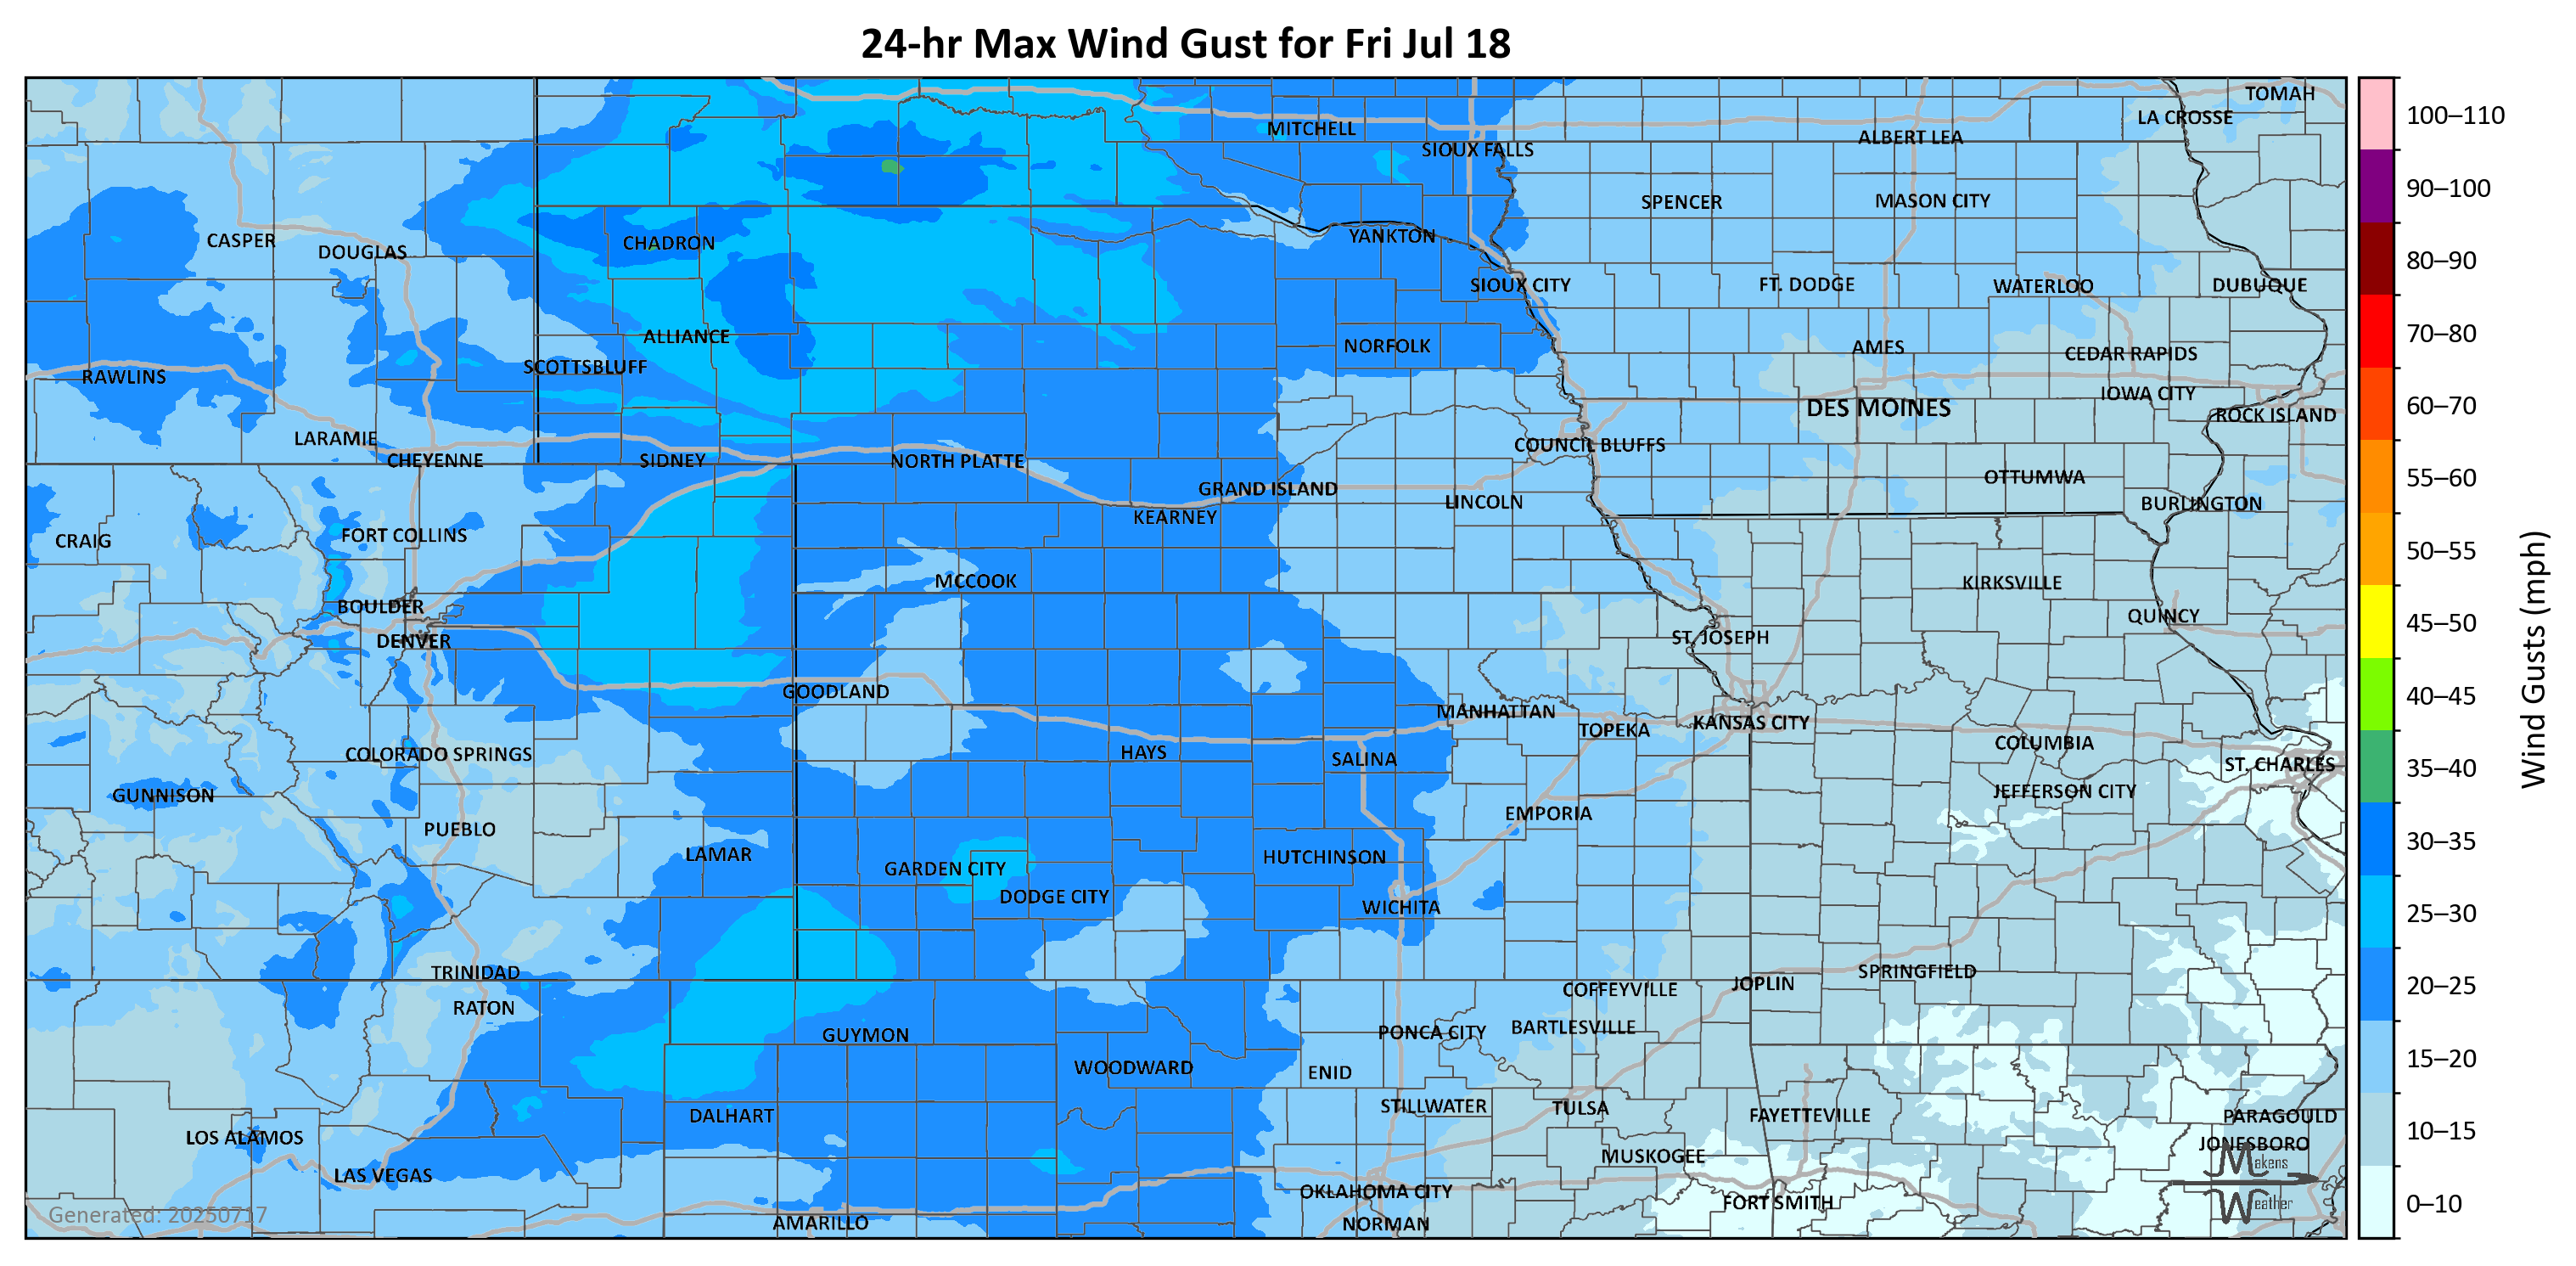 24-hr Max Wind Gust for Fri Jul 18
TOMAH
LA CROSSE
MITCHELL
ALBERT LEA
SIOUX FALLS
SPENCER
MASON CITY
CASPER
DOUGLAS
CHADRON
YANKTON
SIOUX CITY
FT. DODGE
WATERLOO
DUBUQUE
ALLIANCE
NORFOLK
AMES
CEDAR RAPIDS
SCOTTSBLUFF
RAWLINS
IOWA CITY
DES MOINES
ROCK ISLAND
LARAMIE
COUNCIL BLUFFS
CHEYENNE
SIDNEY
NORTH PLATTE
OTTUMWA
GRAND ISLAND
LINCOLN
BURLINGTON
KEARNEY
CRAIG
FORT COLLINS
MCCOOK
KIRKSVILLE
BOULDER
QUINCY
DENVER
ST. JOSEPH
GOODLAND
MANHATTAN
TOPEKA
KANSAS CITY
COLORADO SPRINGS
HAYS
SALINA
COLUMBIA
ST. CHARLES
GUNNISON
JEFFERSON CITY
EMPORIA
PUEBLO
LAMAR
GARDEN CITY
HUTCHINSON
DODGE CITY
WICHITA
TRINIDAD
SPRINGFIELD
JOPLIN
COFFEYVILLE
RATON
GUYMON
PONCA CITY
BARTLESVILLE
WOODWARD
ENID
DALHART
STILLWATER
TULSA
FAYETTEVILLE
PARAGOULD
LOS ALAMOS
JONESBORO
MUSKOGEE
LAS VEGAS
OKLAHOMA CITY
FORT SMITH
AMARILLO
NORMAN
Generated: 20250717
Makens
Weather
100–110
90–100
80–90
70–80
60–70
55–60
50–55
45–50
40–45
35–40
30–35
25–30
20–25
15–20
10–15
0–10
Wind Gusts (mph)